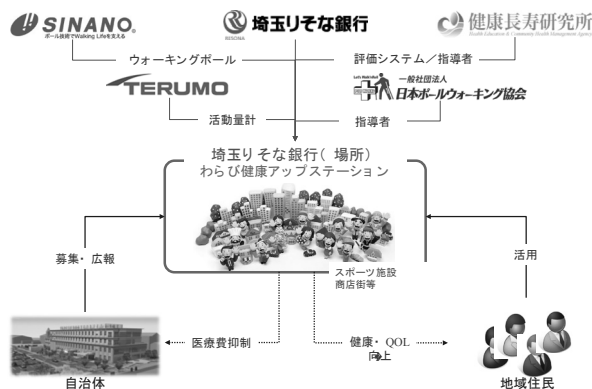 SINANO®
ポール技術でWalking Lifeを支える
RESONA
埼玉りそな銀行
健康長寿研究所
Health Education & Community Health Management Agency
ウォーキングポール
評価システム／指導者
TERUMO
一般社団法人
日本ポールウォーキング協会
活動量計
指導者
埼玉りそな銀行( 場所)
わらび健康アップステーション
スポーツ施設
商店街等
募集・広報
活用
医療費抑制
健康・ QOL
向上
自治体
地域住民